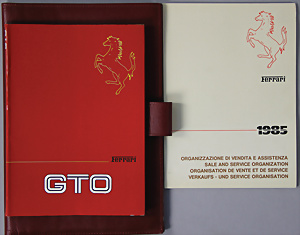 Ferrari
GTO
Ferrari
1985
ORGANIZZAZIONE DI VENDITA E ASSISTENZA
SALE AND SERVICE ORGANIZATION
ORGANISATION DE VENTE ET DE SERVICE
VERKAUFS - UND SERVICE ORGANISATION